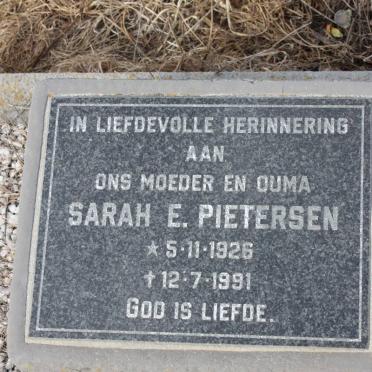 IN LIEFDEVOLLE HERINNERING
AAN
ONS MOEDER EN OUMA
SARAH E. PIETERSEN
★ 5·11·1926
✝ 12·7·1991
GOD IS LIEFDE.